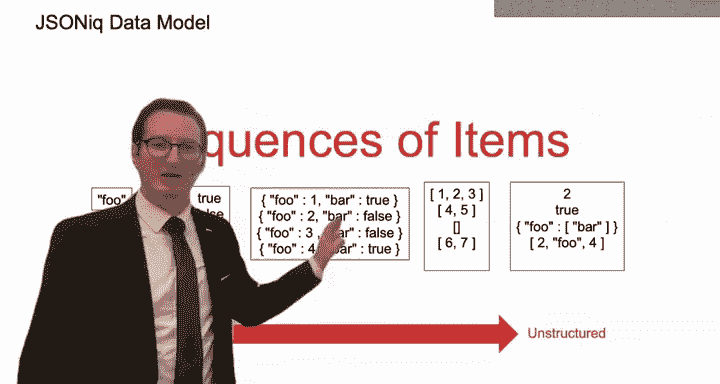 JSONiq Data Model
quences of Items
"foo"
true
{ "foo" : 1, "bar" : true }
{ "foo" : 2, "bar" : false }
{ "foo" : 3 , ar" : false }
{ "foo" : 4 "bar" : true }
[ 1, 2, 3 ]
[ 4, 5 ]
[]
[ 6, 7 ]
2
true
{ "foo" : [ "bar" ] }
[ 2, "foo", 4 ]
Unstructured